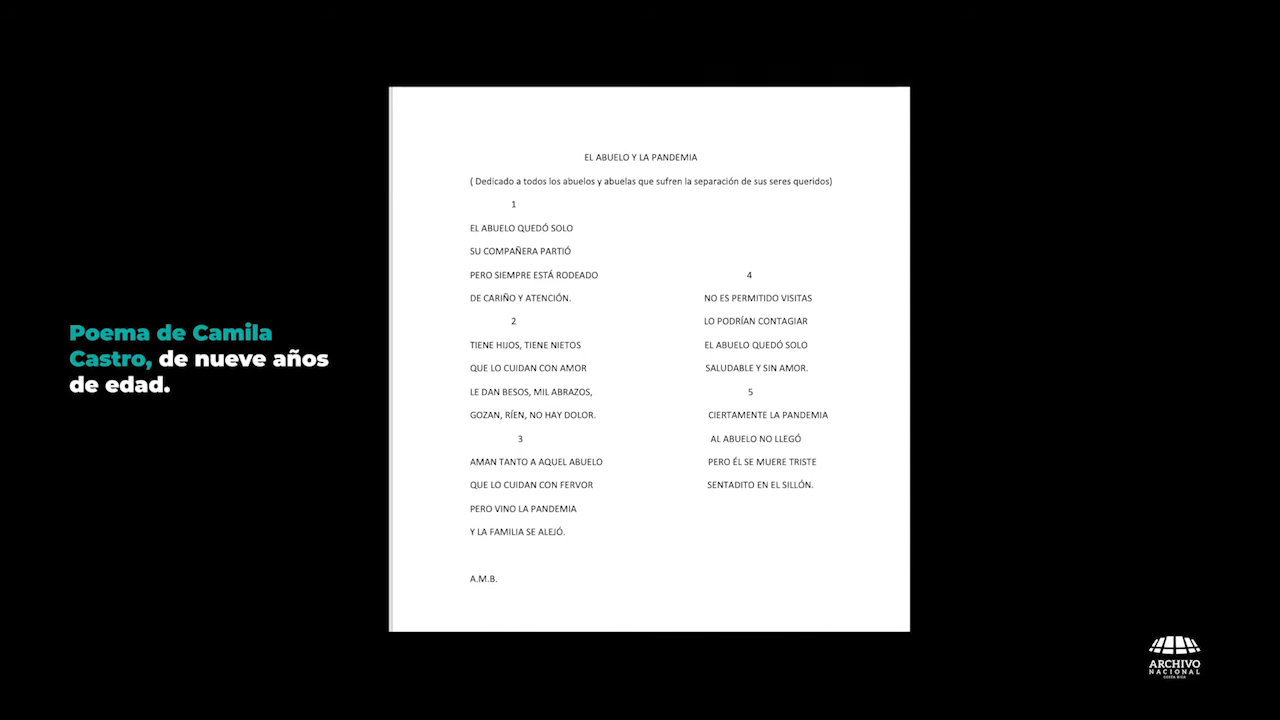 Poema de Camila
Castro, de nueve años
de edad.
EL ABUELO Y LA PANDEMIA
( Dedicado a todos los abuelos y abuelas que sufren la separación de sus seres queridos)
1
EL ABUELO QUEDÓ SOLO
SU COMPAÑERA PARTIÓ
PERO SIEMPRE ESTÁ RODEADO
DE CARIÑO Y ATENCIÓN.
2
TIENE HIJOS, TIENE NIETOS
QUE LO CUIDAN CON AMOR
LE DAN BESOS, MIL ABRAZOS,
GOZAN, RÍEN, NO HAY DOLOR.
3
AMAN TANTO A AQUEL ABUELO
QUE LO CUIDAN CON FERVOR
PERO VINO LA PANDEMIA
Y LA FAMILIA SE ALEJÓ.
4
NO ES PERMITIDO VISITAS
LO PODRÍAN CONTAGIAR
EL ABUELO QUEDÓ SOLO
SALUDABLE Y SIN AMOR.
5
CIERTAMENTE LA PANDEMIA
AL ABUELO NO LLEGÓ
PERO ÉL SE MUERE TRISTE
SENTADITO EN EL SILLÓN.
A.M.B.
ARCHIVO
NACIONAL
COSTA RICA